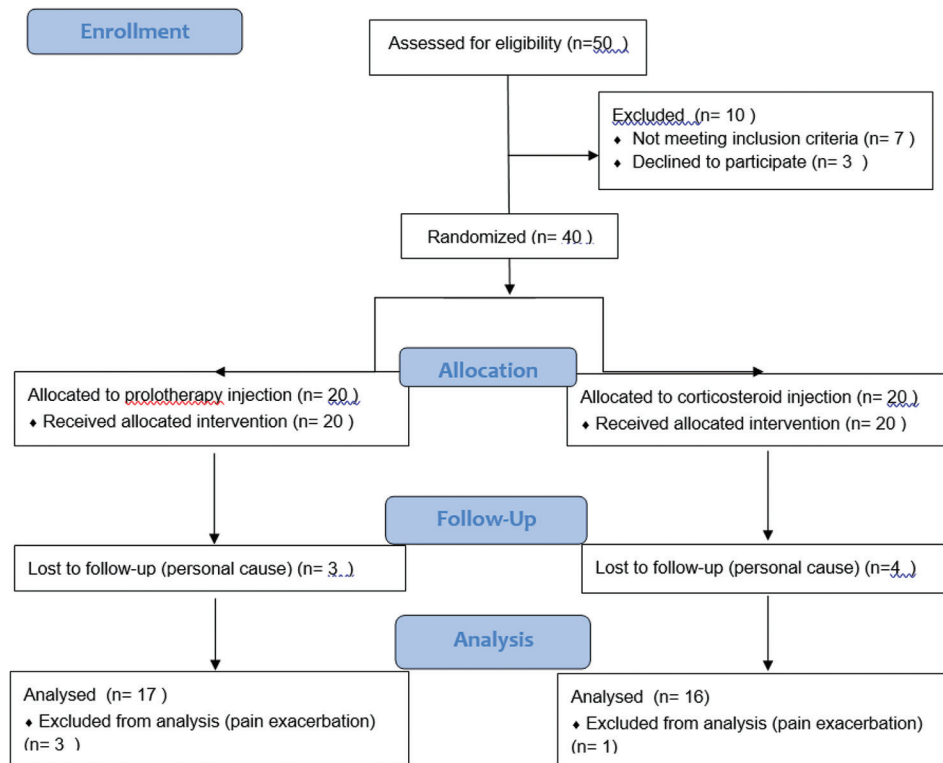 Enrollment
Assessed for eligibility (n=50 )
Excluded (n= 10 )
♦ Not meeting inclusion criteria (n= 7 )
♦ Declined to participate (n= 3 )
Randomized (n= 40 )
Allocation
Allocated to prolotherapy injection (n= 20 )
♦ Received allocated intervention (n= 20 )
Allocated to corticosteroid injection (n= 20 )
♦ Received allocated intervention (n= 20 )
Follow-Up
Lost to follow-up (personal cause) (n= 3 )
Lost to follow-up (personal cause) (n=4 )
Analysis
Analysed (n= 17 )
♦ Excluded from analysis (pain exacerbation)
(n= 3 )
Analysed (n= 16)
♦ Excluded from analysis (pain exacerbation)
(n= 1)